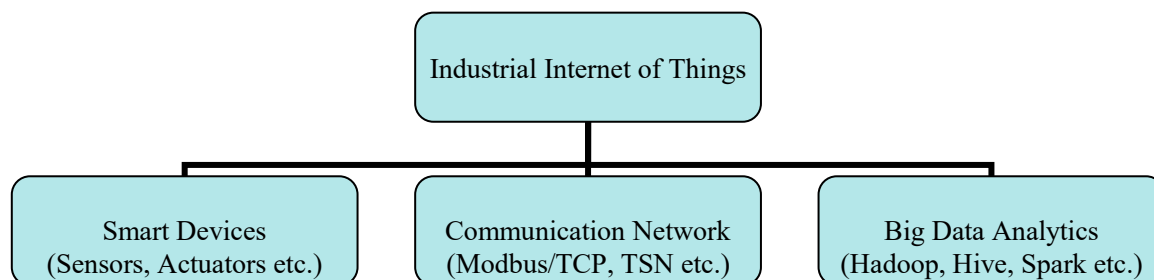 Industrial Internet of Things
Smart Devices
(Sensors, Actuators etc.)
Communication Network
(Modbus/TCP, TSN etc.)
Big Data Analytics
(Hadoop, Hive, Spark etc.)